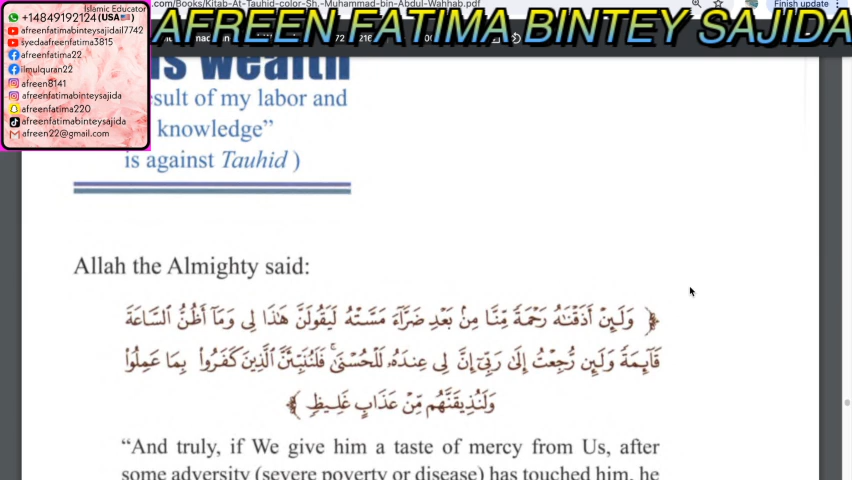 com/Books/Kitab-At-Tauhid-color-Sh.-Muhammad-bin-Abdul-Wahhab.pdf
Finish update
Islamic Educator
+14849192124 (USA)
afreenfatimabinteysajidail7742
syedaafreenfatima3815
afreenfatima22
ilmulquran22
afreen8141
afreenfatimabinteysajida
afreenfatima220
afreenfatimabinteysajida
afreen22@gmail.com
AFREEN FATIMA BINTEY SAJIDA
is wealth
esult of my labor and
knowledge”
is against Tauhid )
Allah the Almighty said:
﴿ وَلَئِنْ أَذَقْنَٰهُ رَحْمَةً مِّنَّا مِنۢ بَعْدِ ضَرَّآءَ مَسَّتْهُ لَيَقُولَنَّ هَٰذَا لِى وَمَآ أَظُنُّ ٱلسَّاعَةَ
قَآئِمَةً وَلَئِن رُّجِعْتُ إِلَىٰ رَبِّىٓ إِنَّ لِى عِندَهُۥ لَلْحُسْنَىٰ ۚ فَلَنُنَبِّئَنَّ ٱلَّذِينَ كَفَرُوا۟ بِمَا عَمِلُوا۟
وَلَنُذِيقَنَّهُم مِّنْ عَذَابٍ غَلِيظٍ ﴾
“And truly, if We give him a taste of mercy from Us, after
some adversity (severe poverty or disease) has touched him, he